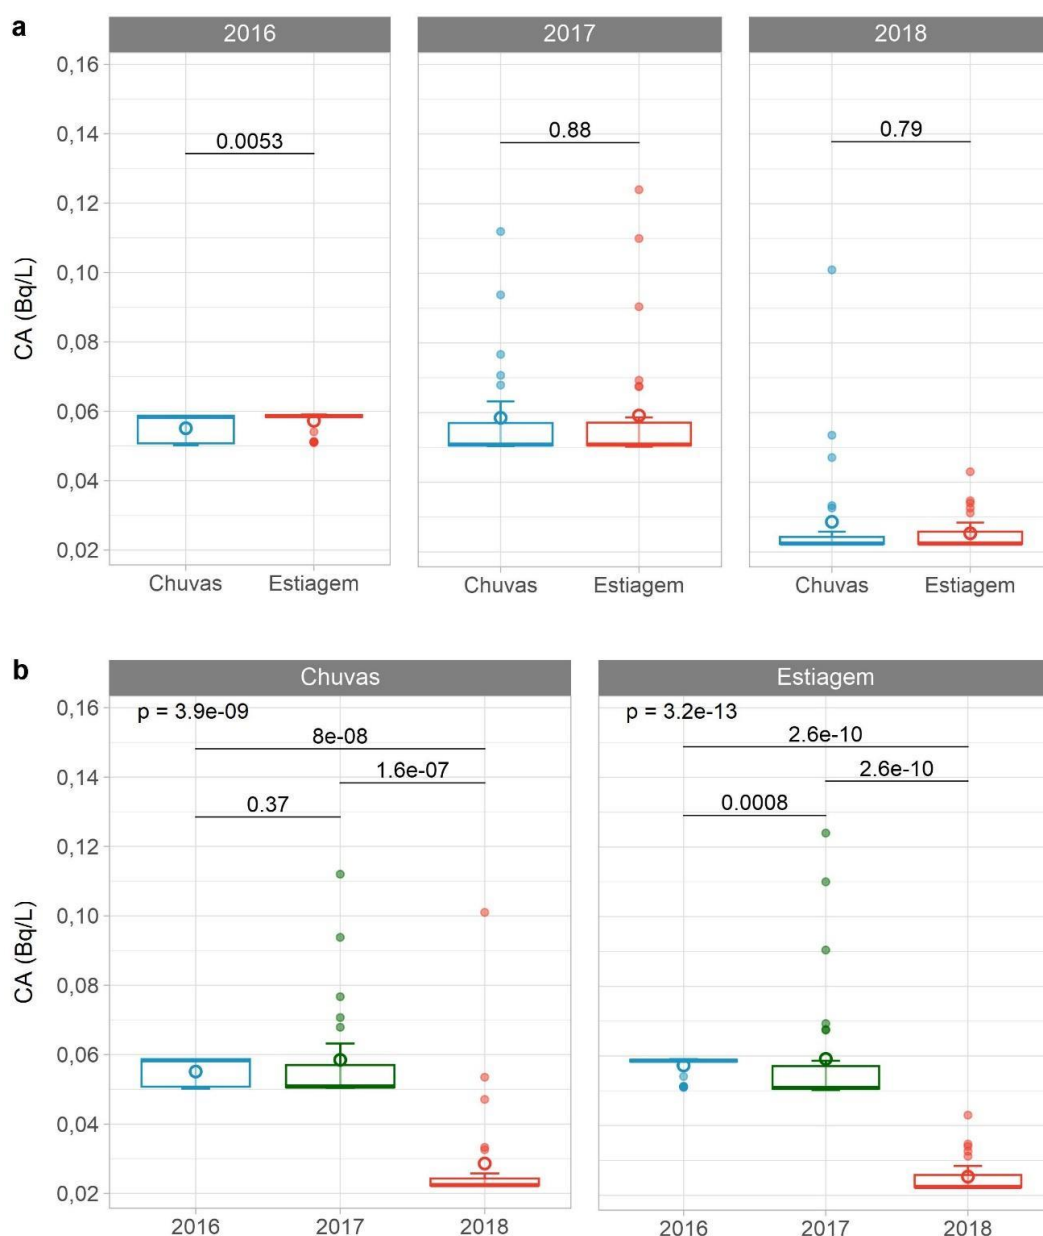 a
2016 2017 2018
0,16
0,14
0,12
0,10
0,08
0,06
0,04
0,02
CA (Bq/L)
0.0053 0.88 0.79
Chuvas Estiagem Chuvas Estiagem Chuvas Estiagem
b
Chuvas Estiagem
0,16
0,14
0,12
0,10
0,08
0,06
0,04
0,02
CA (Bq/L)
p = 3.9e-09
8e-08
1.6e-07
0.37
p = 3.2e-13
2.6e-10
2.6e-10
0.0008
2016 2017 2018 2016 2017 2018